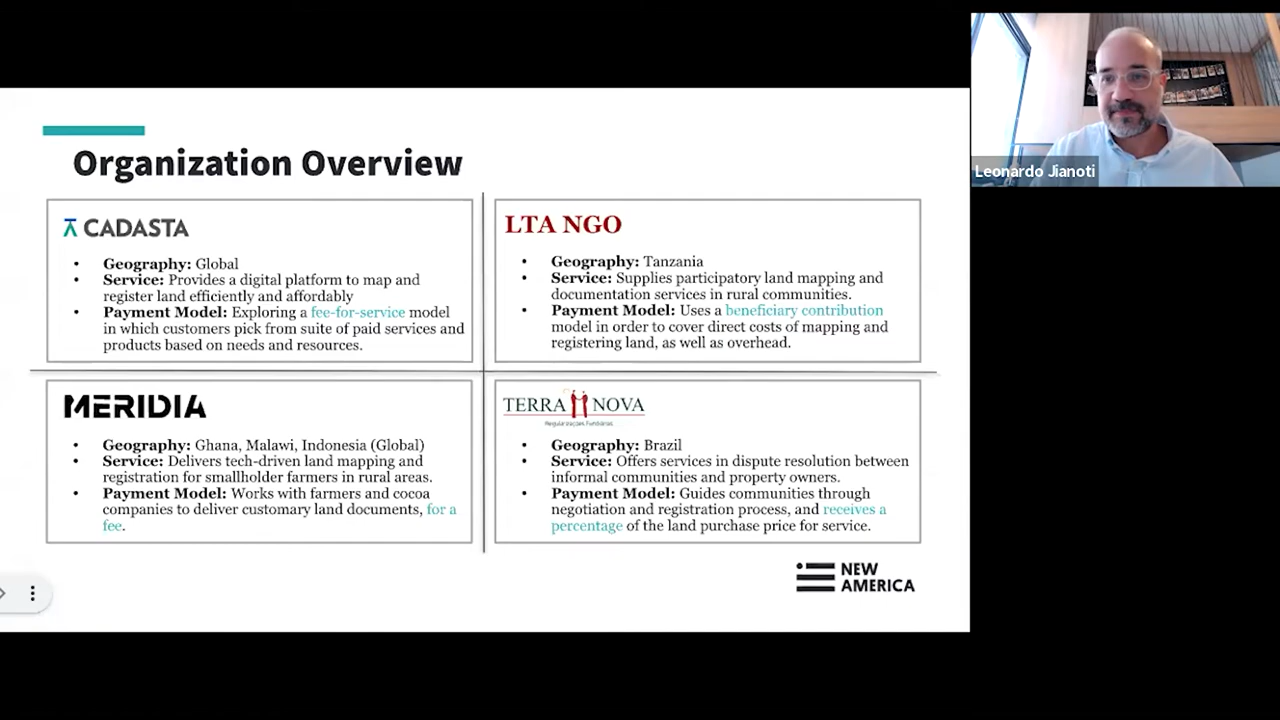 Organization Overview
CADASTA
• Geography: Global
• Service: Provides a digital platform to map and
register land efficiently and affordably
• Payment Model: Exploring a fee-for-service model
in which customers pick from suite of paid services and
products based on needs and resources.
LTA NGO
• Geography: Tanzania
• Service: Supplies participatory land mapping and
documentation services in rural communities.
• Payment Model: Uses a beneficiary contribution
model in order to cover direct costs of mapping and
registering land, as well as overhead.
MERIDIA
• Geography: Ghana, Malawi, Indonesia (Global)
• Service: Delivers tech-driven land mapping and
registration for smallholder farmers in rural areas.
• Payment Model: Works with farmers and cocoa
companies to deliver customary land documents, for a
fee.
TERRA NOVA
Regularizações Fundiárias
• Geography: Brazil
• Service: Offers services in dispute resolution between
informal communities and property owners.
• Payment Model: Guides communities through
negotiation and registration process, and receives a
percentage of the land purchase price for service.
NEW
AMERICA
Leonardo Jianoti